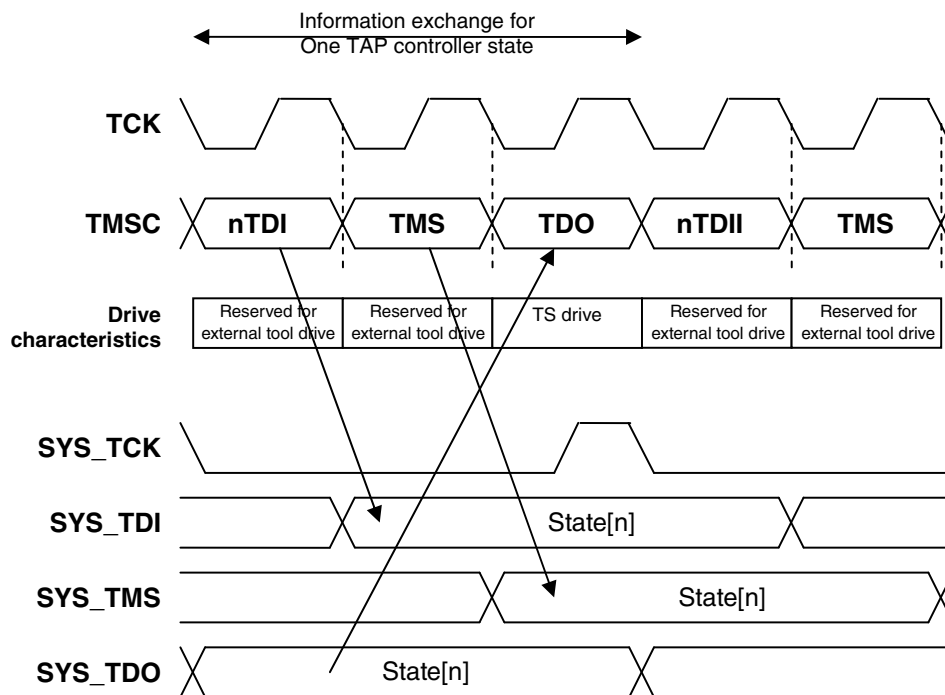 Information exchange for
One TAP controller state
TCK
TMSC
nTDI
TMS
TDO
nTDII
TMS
Drive
characteristics
Reserved for
external tool drive
Reserved for
external tool drive
TS drive
Reserved for
external tool drive
Reserved for
external tool drive
SYS_TCK
SYS_TDI
State[n]
SYS_TMS
State[n]
SYS_TDO
State[n]